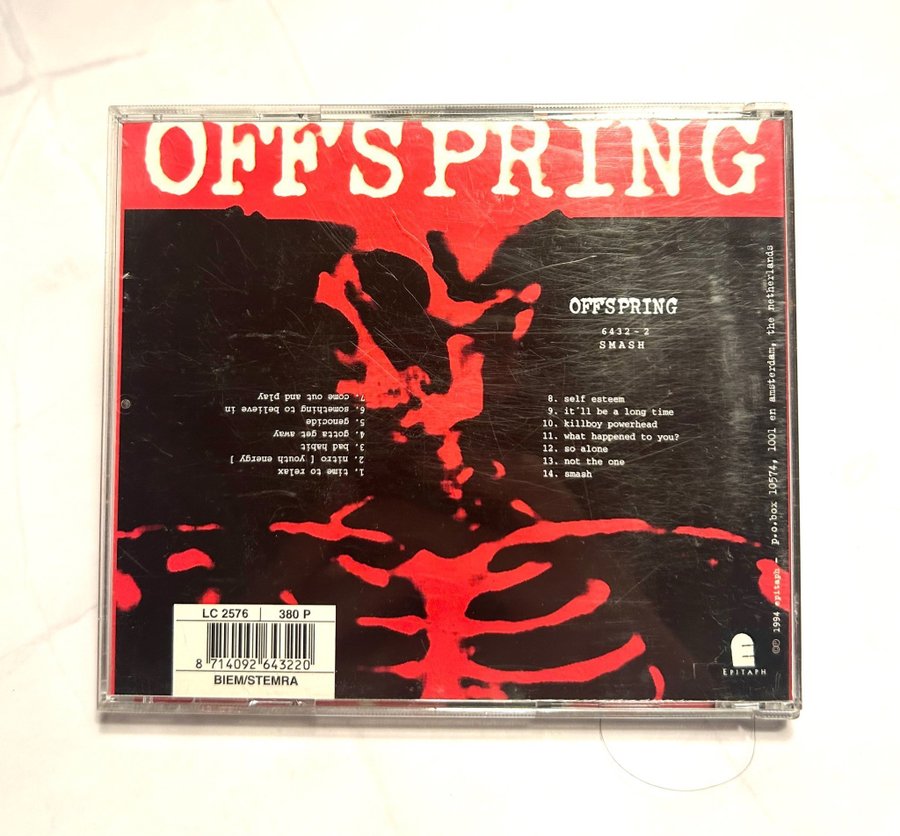 OFFSPRING
OFFSPRING
6432-2
SMASH
1. time to relax
2. nitro [ youth energy ]
3. bad habit
4. gotta get away
5. genocide
6. something to believe in
7. come out and play
8. self esteem
9. it´ll be a long time
10. killboy powerhead
11. what happened to you?
12. so alone
13. not the one
14. smash
©℗ 1994 epitaph - p.o.box 10574, 1001 en amsterdam, the netherlands
LC 2576 | 380 P
8 714092 643220
BIEM/STEMRA
EPITAPH